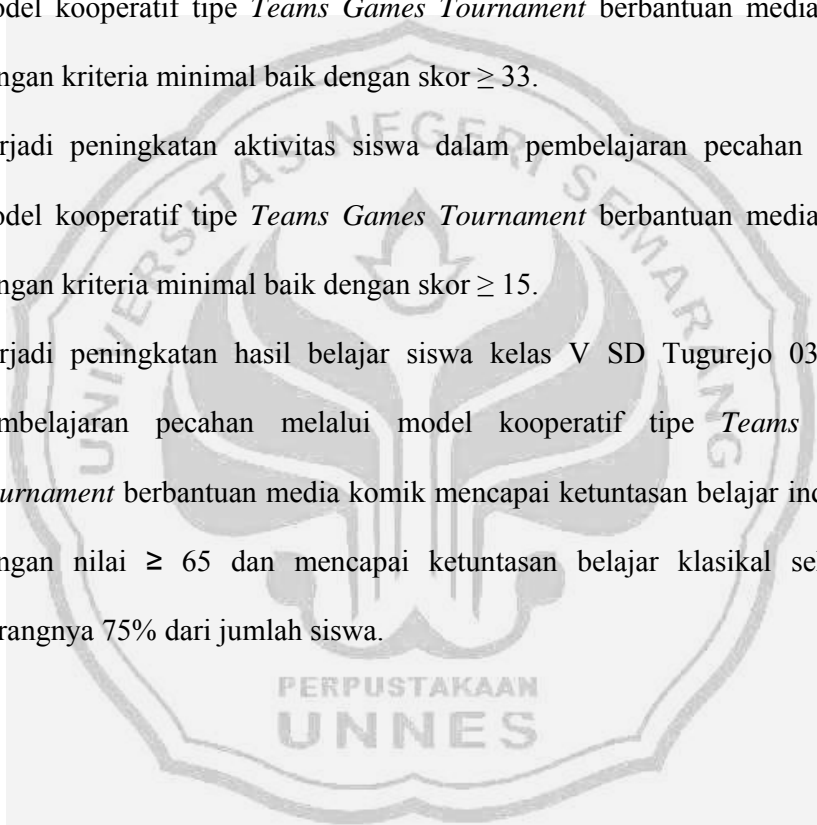 odel kooperatif tipe Teams Games Tournament berbantuan media
ngan kriteria minimal baik dengan skor ≥ 33.
rjadi peningkatan aktivitas siswa dalam pembelajaran pecahan
odel kooperatif tipe Teams Games Tournament berbantuan media
ngan kriteria minimal baik dengan skor ≥ 15.
rjadi peningkatan hasil belajar siswa kelas V SD Tugurejo 03
mbelajaran pecahan melalui model kooperatif tipe Teams
urnament berbantuan media komik mencapai ketuntasan belajar ind
ngan nilai ≥ 65 dan mencapai ketuntasan belajar klasikal sek
rangnya 75% dari jumlah siswa.
UNIVERSITAS NEGERI SEMARANG
PERPUSTAKAAN
UNNES